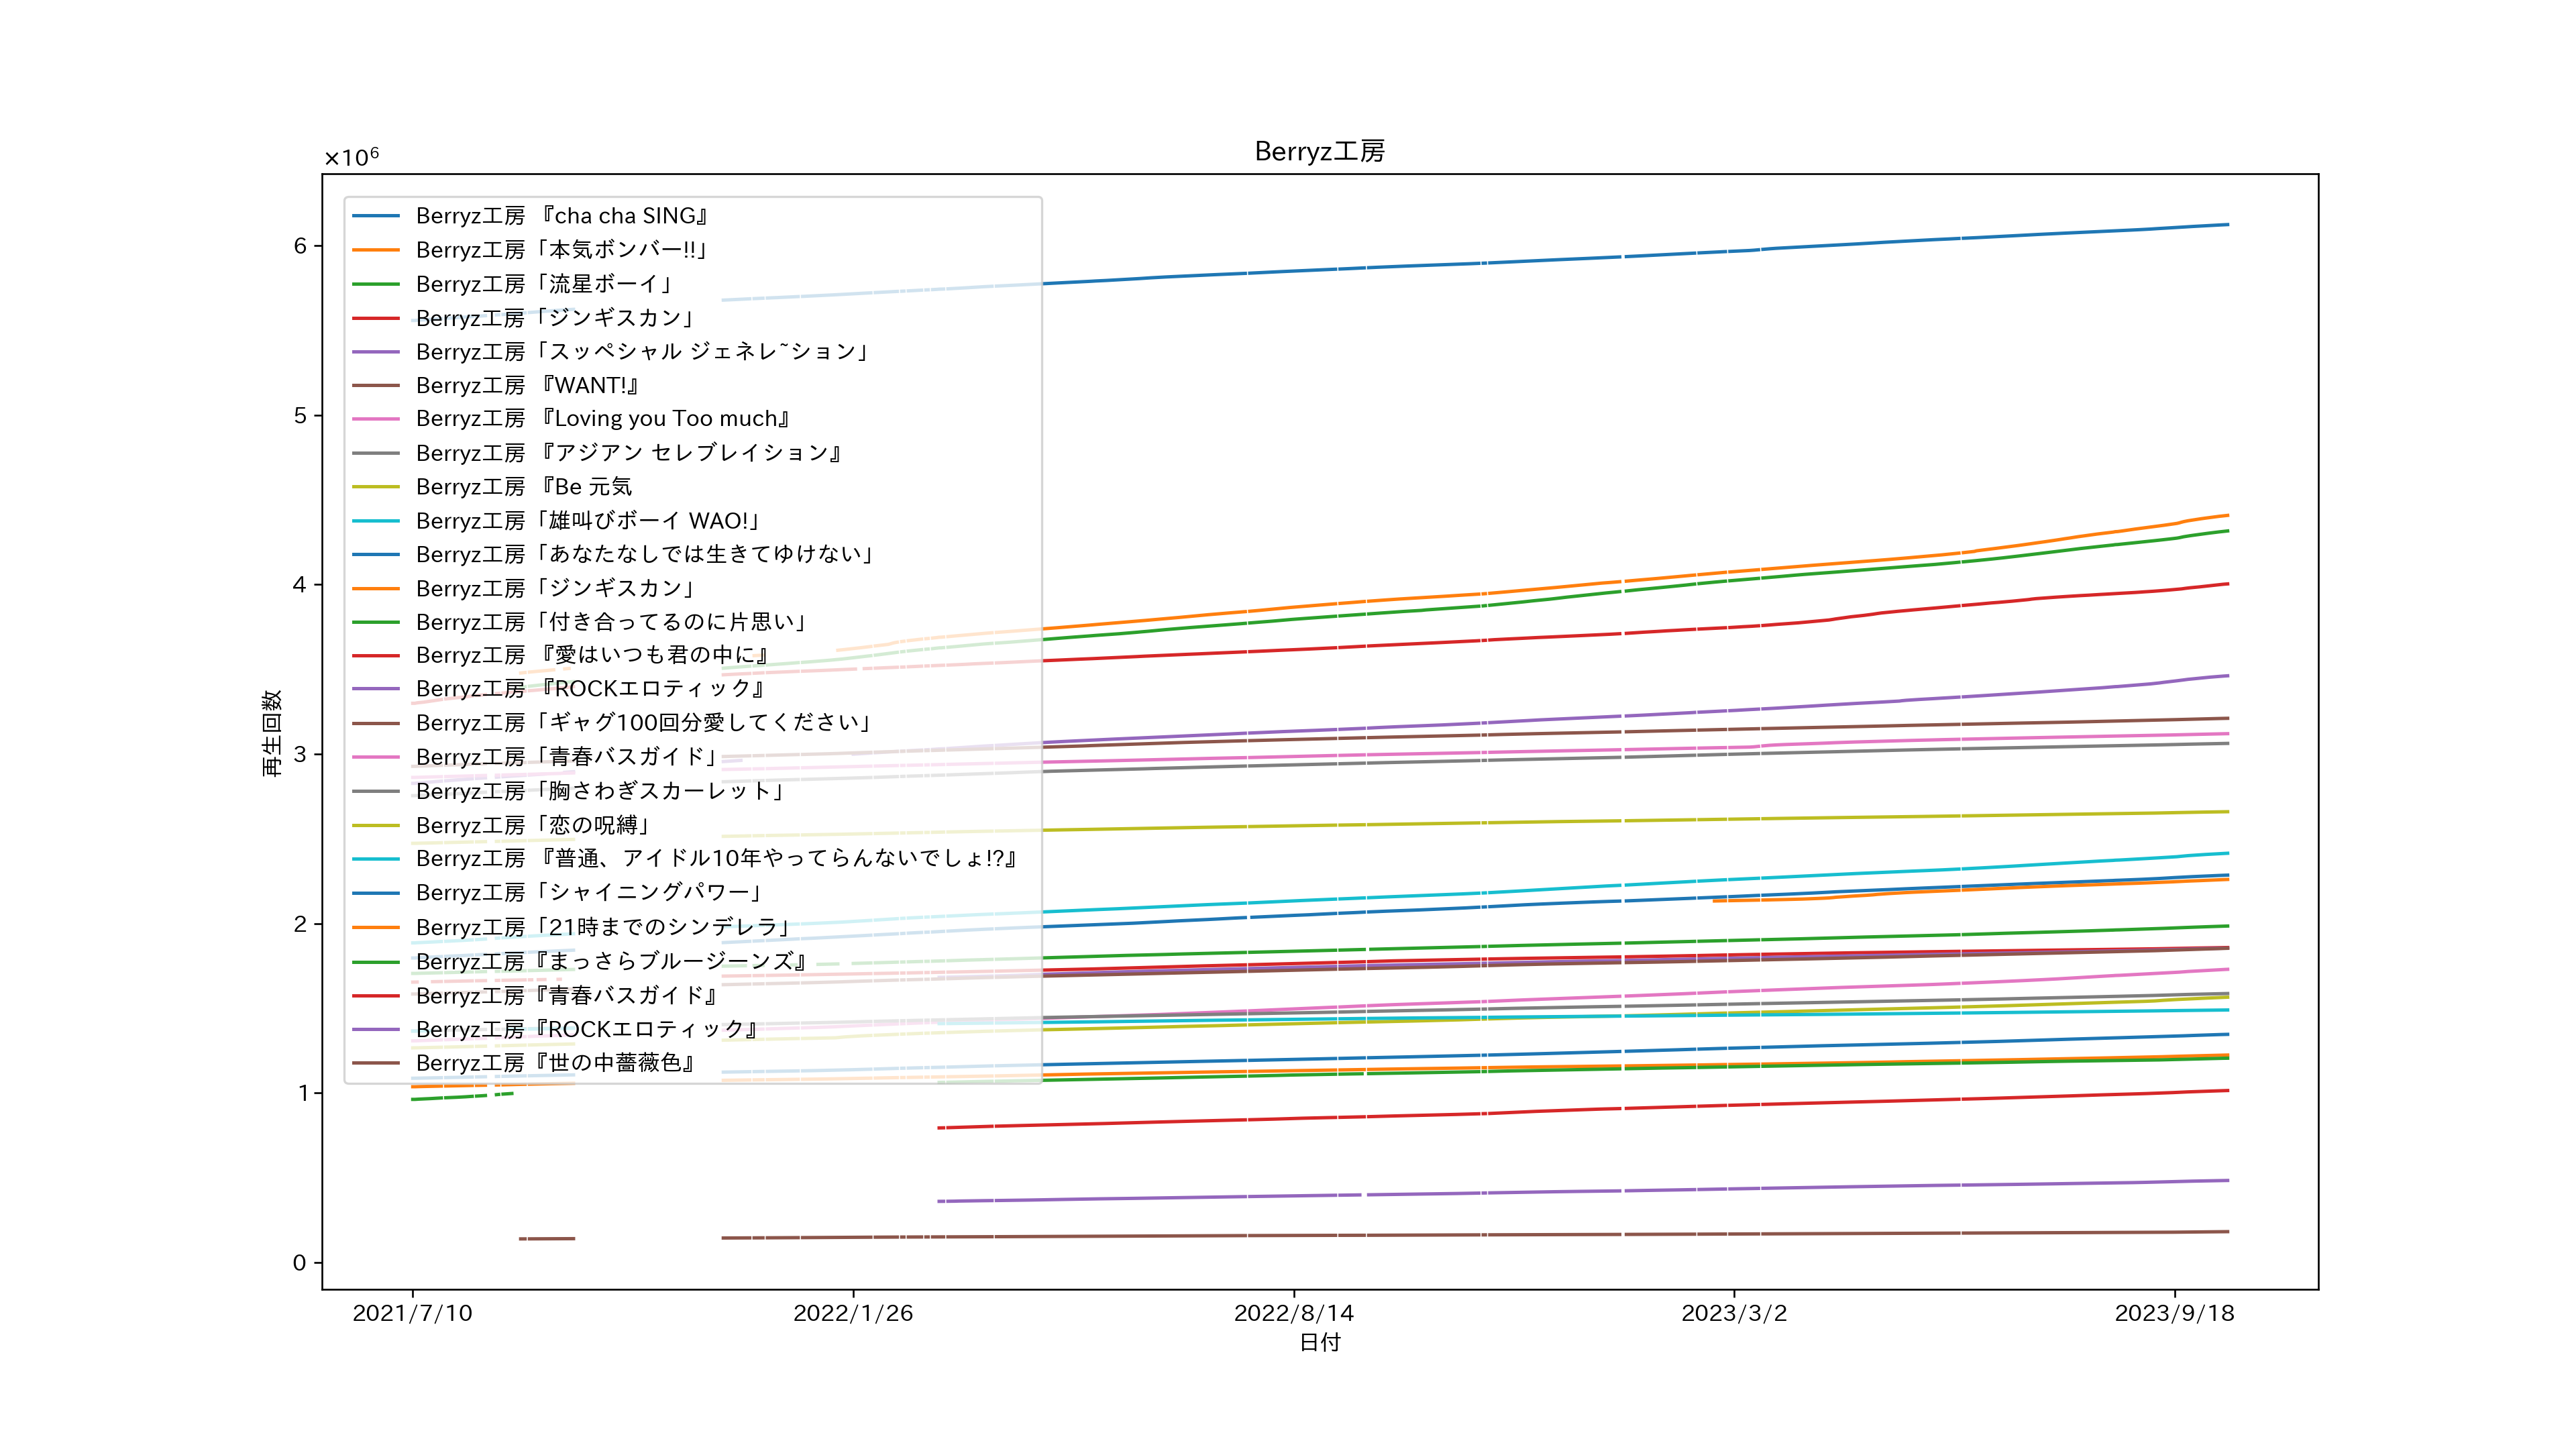 Berryz工房
×10⁶
Berryz工房 『cha cha SING』
Berryz工房「本気ボンバー!!」
Berryz工房「流星ボーイ」
Berryz工房「ジンギスカン」
Berryz工房「スッペシャル ジェネレ~ション」
Berryz工房 『WANT!』
Berryz工房 『Loving you Too much』
Berryz工房 『アジアン セレブレイション』
Berryz工房 『Be 元気
Berryz工房「雄叫びボーイ WAO!」
Berryz工房「あなたなしでは生きてゆけない」
Berryz工房「ジンギスカン」
Berryz工房「付き合ってるのに片思い」
Berryz工房 『愛はいつも君の中に』
Berryz工房 『ROCKエロティック』
Berryz工房「ギャグ100回分愛してください」
Berryz工房「青春バスガイド」
Berryz工房「胸さわぎスカーレット」
Berryz工房「恋の呪縛」
Berryz工房 『普通、アイドル10年やってらんないでしょ!?』
Berryz工房「シャイニングパワー」
Berryz工房「21時までのシンデレラ」
Berryz工房『まっさらブルージーンズ』
Berryz工房『青春バスガイド』
Berryz工房『ROCKエロティック』
Berryz工房『世の中薔薇色』
6
5
4
3
2
1
0
再生回数
2021/7/10
2022/1/26
2022/8/14
2023/3/2
2023/9/18
日付